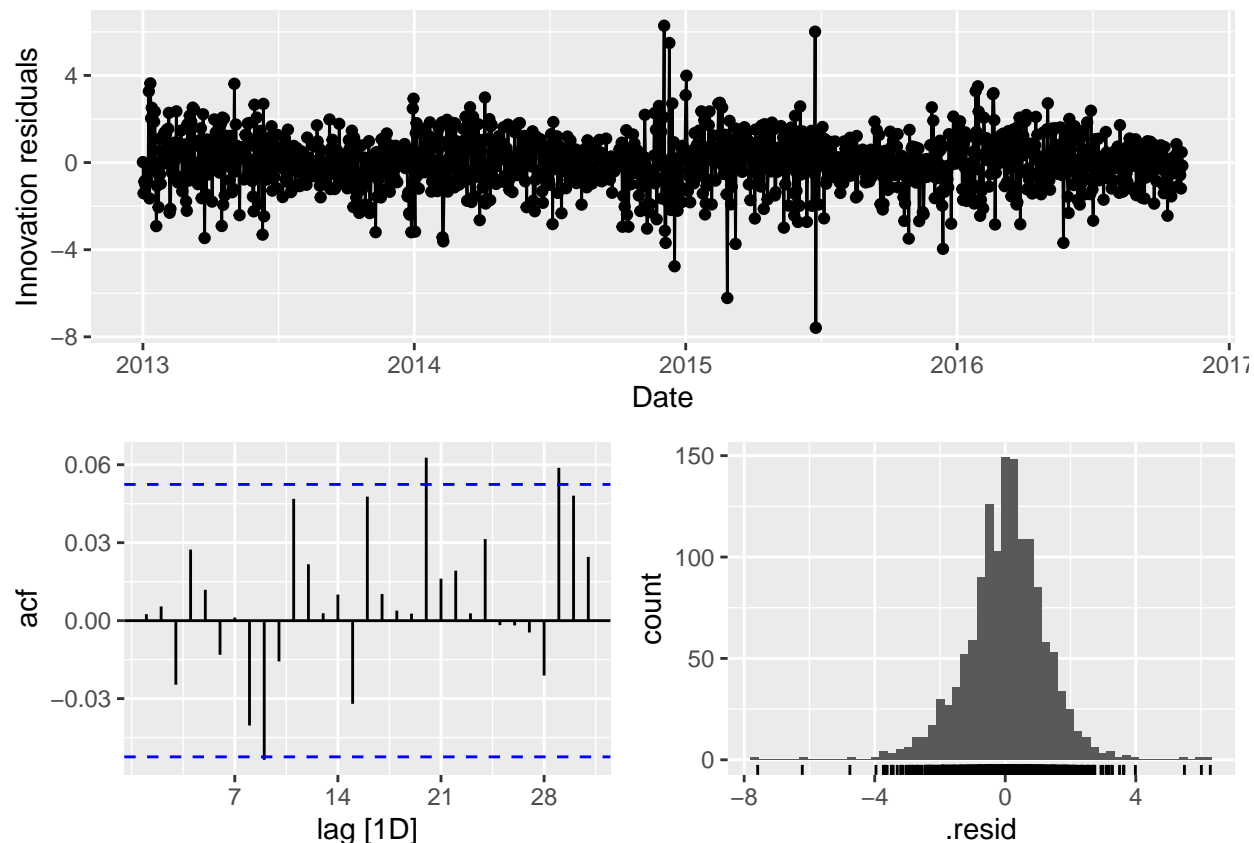 Innovation residuals
4
0
−4
−8
2013 2014 2015 2016 2017
Date
acf
0.06
0.03
0.00
−0.03
7 14 21 28
lag [1D]
count
150
100
50
0
−8 −4 0 4
.resid